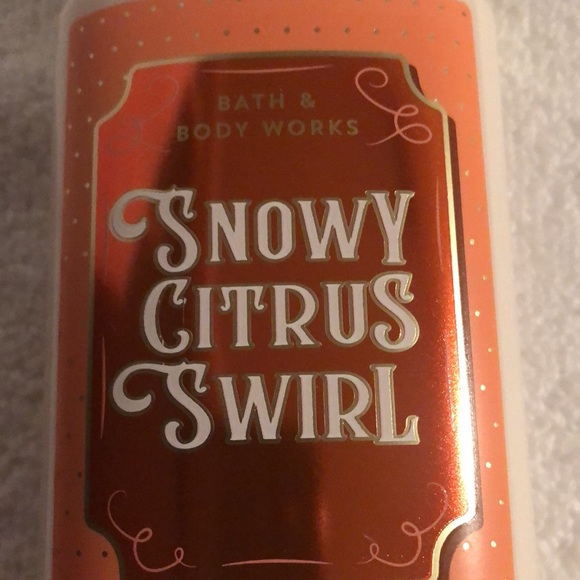 BATH &
BODY WORKS
SNOWY
CITRUS
SWIRL